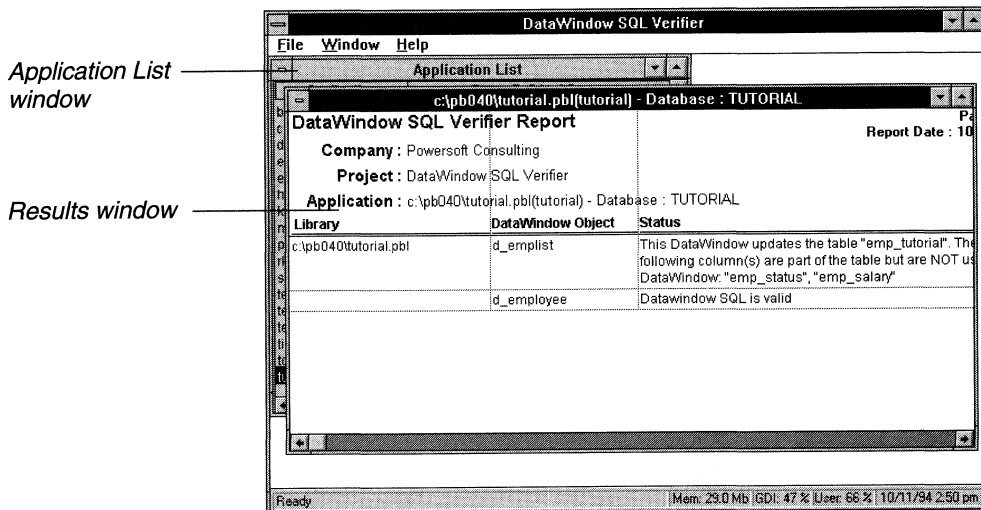 DataWindow SQL Verifier
File Window Help
Application List window
Application List
c:\pb040\tutorial.pbl(tutorial) - Database : TUTORIAL
DataWindow SQL Verifier Report
Report Date : 10
Company : Powersoft Consulting
Project : DataWindow SQL Verifier
Results window
Application : c:\pb040\tutorial.pbl(tutorial) - Database : TUTORIAL
Library DataWindow Object Status
c:\pb040\tutorial.pbl d_emplist This DataWindow updates the table "emp_tutorial". The
following column(s) are part of the table but are NOT us
DataWindow: "emp_status", "emp_salary"
d_employee Datawindow SQL is valid
Ready Mem: 29.0 Mb GDI: 47 % User: 66 % 10/11/94 2:50 pm